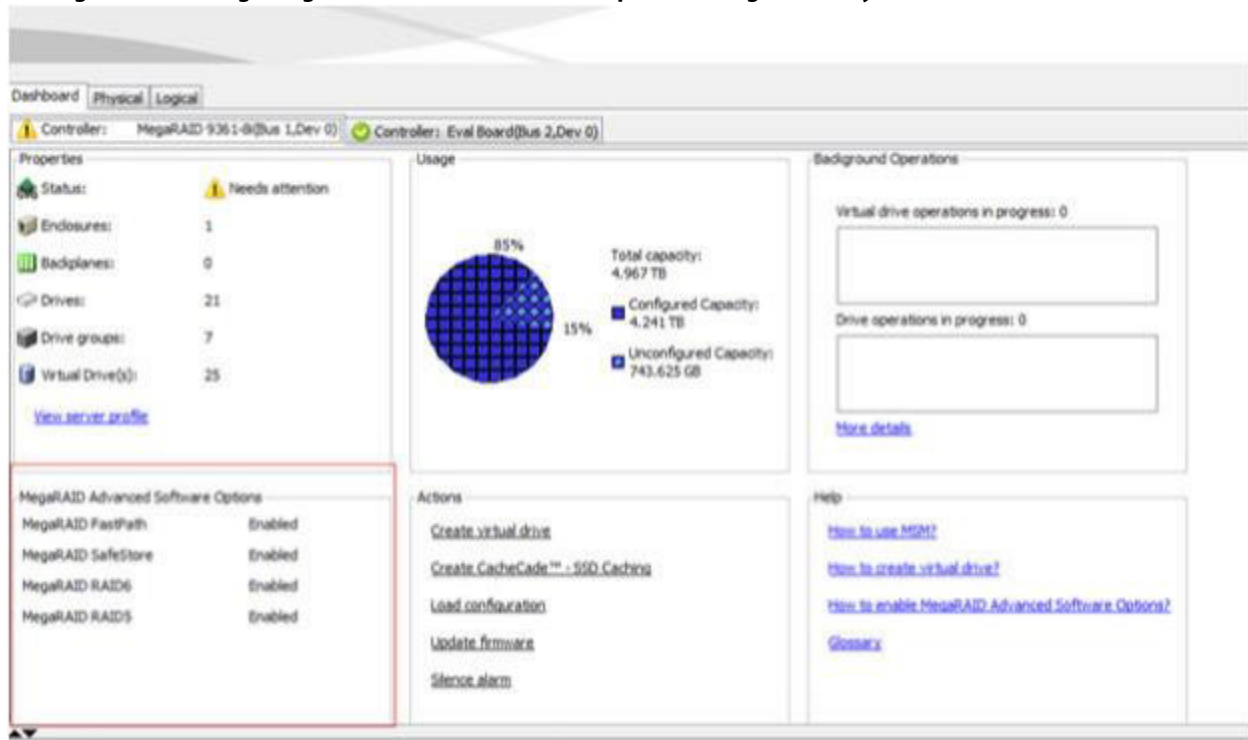 Dashboard Physical Logical
Controller: MegaRAID 9361-8i(Bus 1,Dev 0) Controller: Eval Board(Bus 2,Dev 0)
Properties
Status: Needs attention
Enclosures: 1
Backplanes: 0
Drives: 21
Drive groups: 7
Virtual Drive(s): 25
View server profile
Usage
85%
15%
Total capacity:
4.967 TB
Configured Capacity:
4.241 TB
Unconfigured Capacity:
743.625 GB
Background Operations
Virtual drive operations in progress: 0
Drive operations in progress: 0
More details
MegaRAID Advanced Software Options
MegaRAID FastPath Enabled
MegaRAID SafeStore Enabled
MegaRAID RAID6 Enabled
MegaRAID RAID5 Enabled
Actions
Create virtual drive
Create CacheCade™ - SSD Caching
Load configuration
Update firmware
Silence alarm
Help
How to use MSM?
How to create virtual drive?
How to enable MegaRAID Advanced Software Options?
Glossary